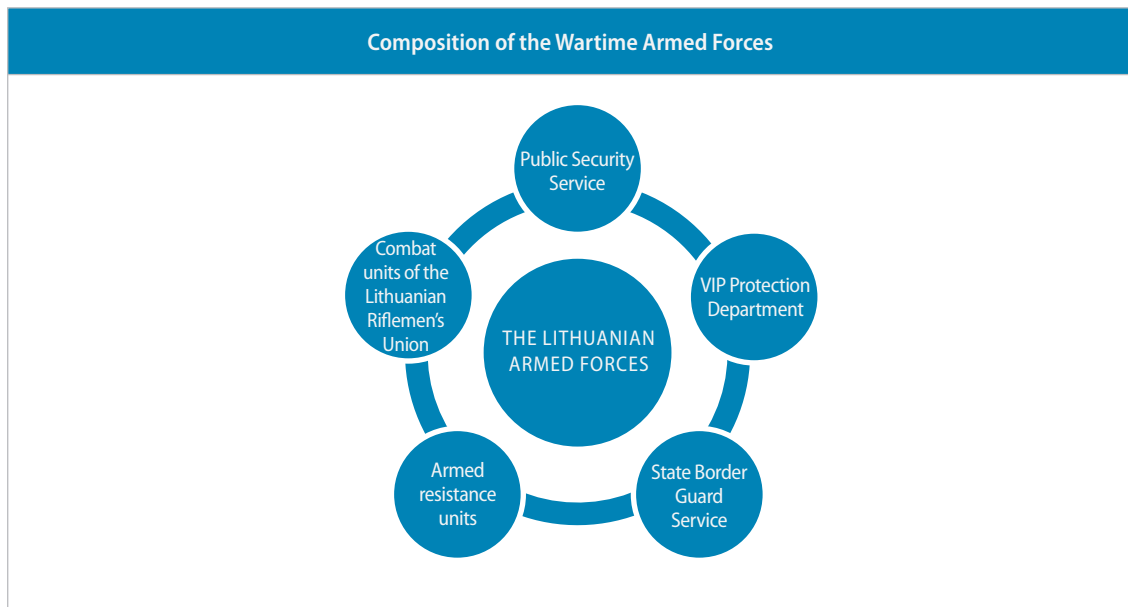 Composition of the Wartime Armed Forces
Public Security
Service
VIP Protection
Department
State Border
Guard
Service
Armed
resistance
units
Combat
units of the
Lithuanian
Riflemen's
Union
THE LITHUANIAN
ARMED FORCES